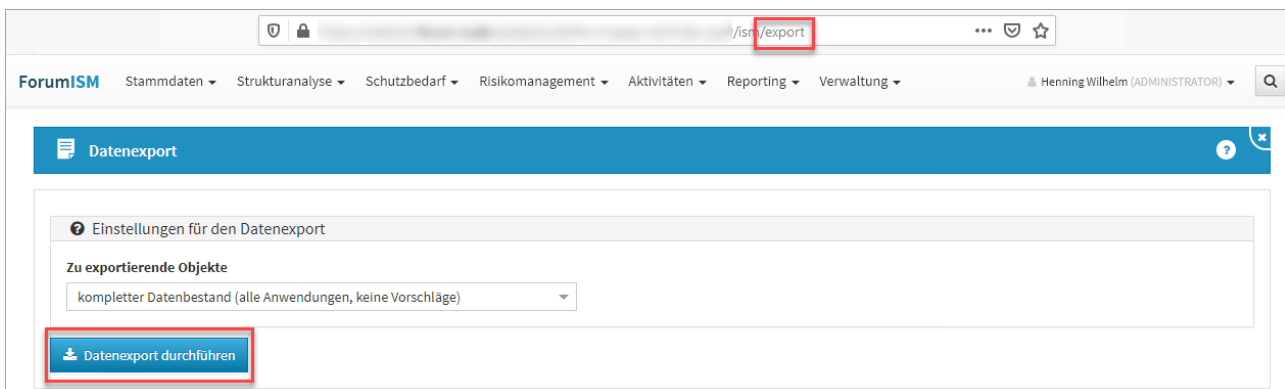 /ism/export
ForumISM Stammdaten Strukturanalyse Schutzbedarf Risikomanagement Aktivitäten Reporting Verwaltung Henning Wilhelm (ADMINISTRATOR)
Datenexport
Einstellungen für den Datenexport
Zu exportierende Objekte
kompletter Datenbestand (alle Anwendungen, keine Vorschläge)
Datenexport durchführen